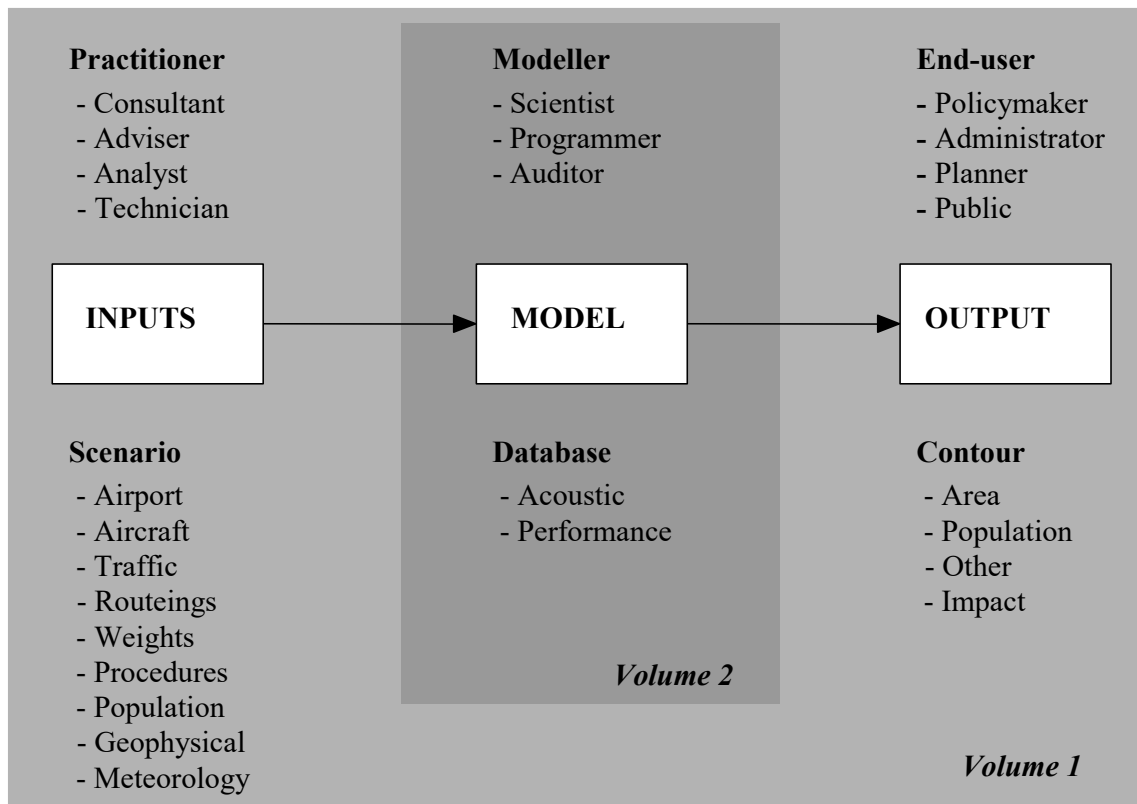 Practitioner
- Consultant
- Adviser
- Analyst
- Technician
Modeller
- Scientist
- Programmer
- Auditor
End-user
- Policymaker
- Administrator
- Planner
- Public
INPUTS
MODEL
OUTPUT
Scenario
- Airport
- Aircraft
- Traffic
- Routeings
- Weights
- Procedures
- Population
- Geophysical
- Meteorology
Database
- Acoustic
- Performance
Volume 2
Contour
- Area
- Population
- Other
- Impact
Volume 1